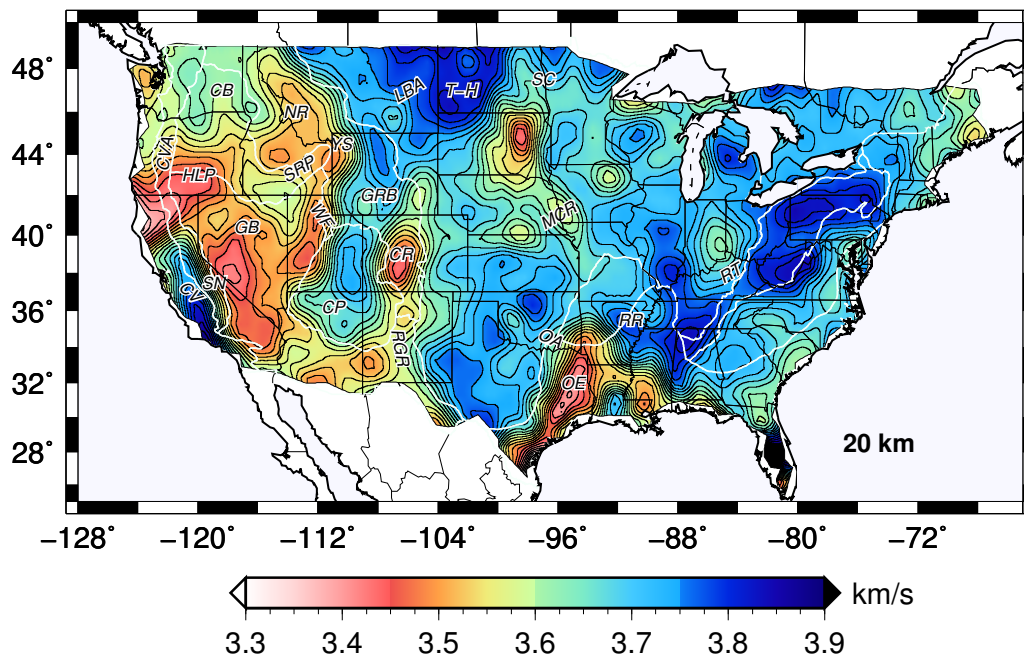 48°
44°
40°
36°
32°
28°
CB
NR
LBA
T-H
SC
CVA
YS
HLP
SRP
GRB
WF
GB
MCR
CR
SN
CV
CP
RT
RR
OA
RGR
OE
20 km
−128° −120° −112° −104° −96° −88° −80° −72°
km/s
3.3 3.4 3.5 3.6 3.7 3.8 3.9